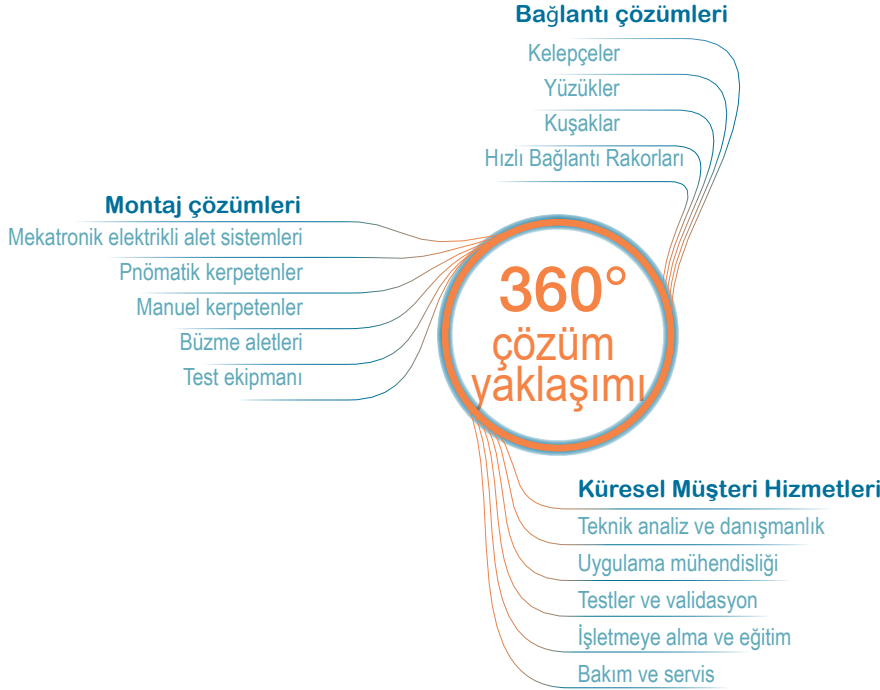 Bağlantı çözümleri
Kelepçeler
Yüzükler
Kuşaklar
Hızlı Bağlantı Rakorları
Montaj çözümleri
Mekatronik elektrikli alet sistemleri
Pnömatik kerpetenler
Manuel kerpetenler
Büzme aletleri
Test ekipmanı
360°
çözüm
yaklaşımı
Küresel Müşteri Hizmetleri
Teknik analiz ve danışmanlık
Uygulama mühendisliği
Testler ve validasyon
İşletmeye alma ve eğitim
Bakım ve servis